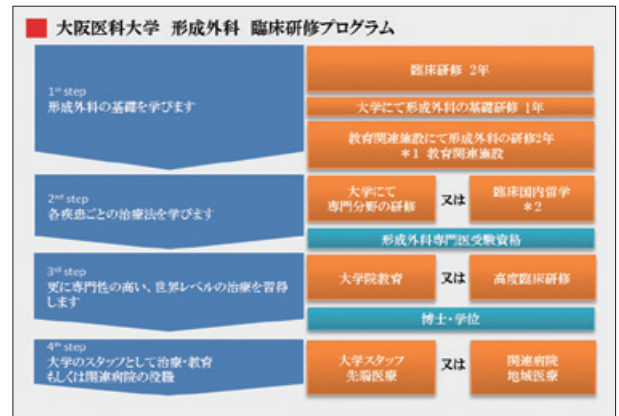 大阪医科大学 形成外科 臨床研修プログラム
1st step
形成外科の基礎を学びます
臨床研修 2年
大学にて形成外科の基礎研修 1年
教育関連施設にて形成外科の研修2年
*1 教育関連施設
2nd step
各疾患ごとの治療法を学びます
大学にて
専門分野の研修
又は
臨床国内留学
*2
形成外科専門医受験資格
3rd step
更に専門性の高い、世界レベルの治療を習得
します
大学院教育
又は
高度臨床研修
博士・学位
4th step
大学のスタッフとして治療・教育
もしくは関連病院の役職
大学スタッフ
先端医療
又は
関連病院
地域医療